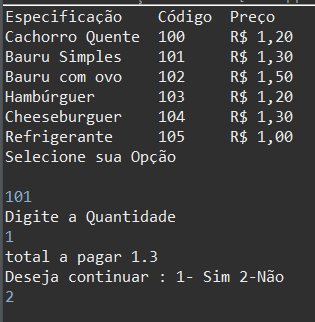 Especificação Código Preço
Cachorro Quente 100 R$ 1,20
Bauru Simples 101 R$ 1,30
Bauru com ovo 102 R$ 1,50
Hambúrguer 103 R$ 1,20
Cheeseburguer 104 R$ 1,30
Refrigerante 105 R$ 1,00
Selecione sua Opção
101
Digite a Quantidade
1
total a pagar 1.3
Deseja continuar : 1- Sim 2-Não
2